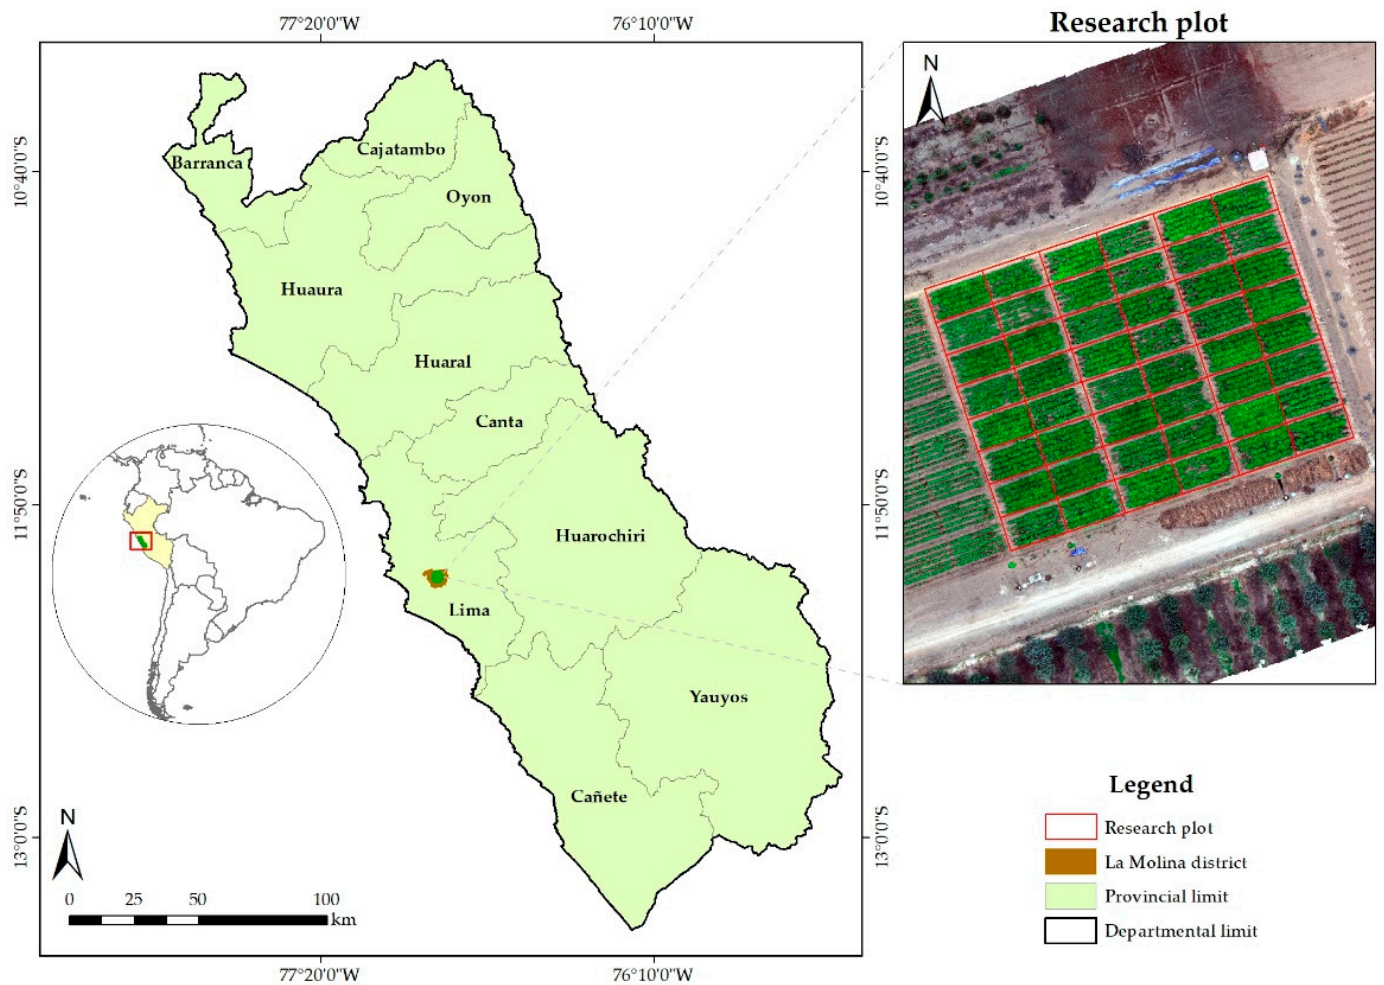 77°20'0"W
76°10'0"W
Research plot
N
10°40'0"S
10°40'0"S
Barranca
Cajatambo
Oyon
Huaura
Huaral
Canta
11°50'0"S
11°50'0"S
Huarochiri
Lima
Yauyos
Cañete
13°0'0"S
13°0'0"S
N
0 25 50 100
km
77°20'0"W
76°10'0"W
Legend
Research plot
La Molina district
Provincial limit
Departmental limit